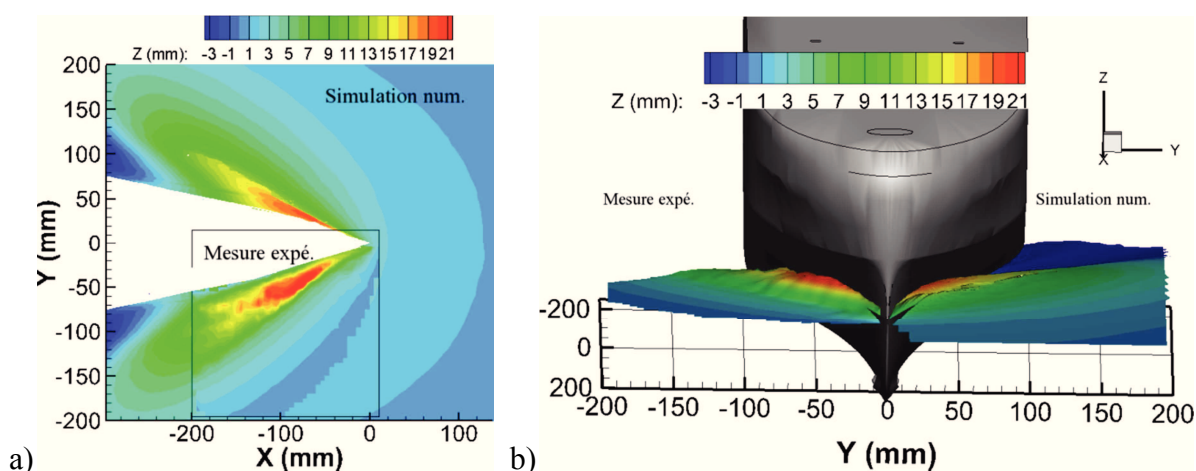 Z (mm): -3 -1 1 3 5 7 9 11 13 15 17 19 21
200
Simulation num.
150
100
50
0
Mesure expé.
-50
-100
-150
-200
Y (mm)
-200 -100 0 100
X (mm)
a)
Z (mm): -3 -1 1 3 5 7 9 11 13 15 17 19 21
Z
Y
X
Mesure expé.
Simulation num.
-200
0
200
-200 -150 -100 -50 0 50 100 150 200
Y (mm)
b)